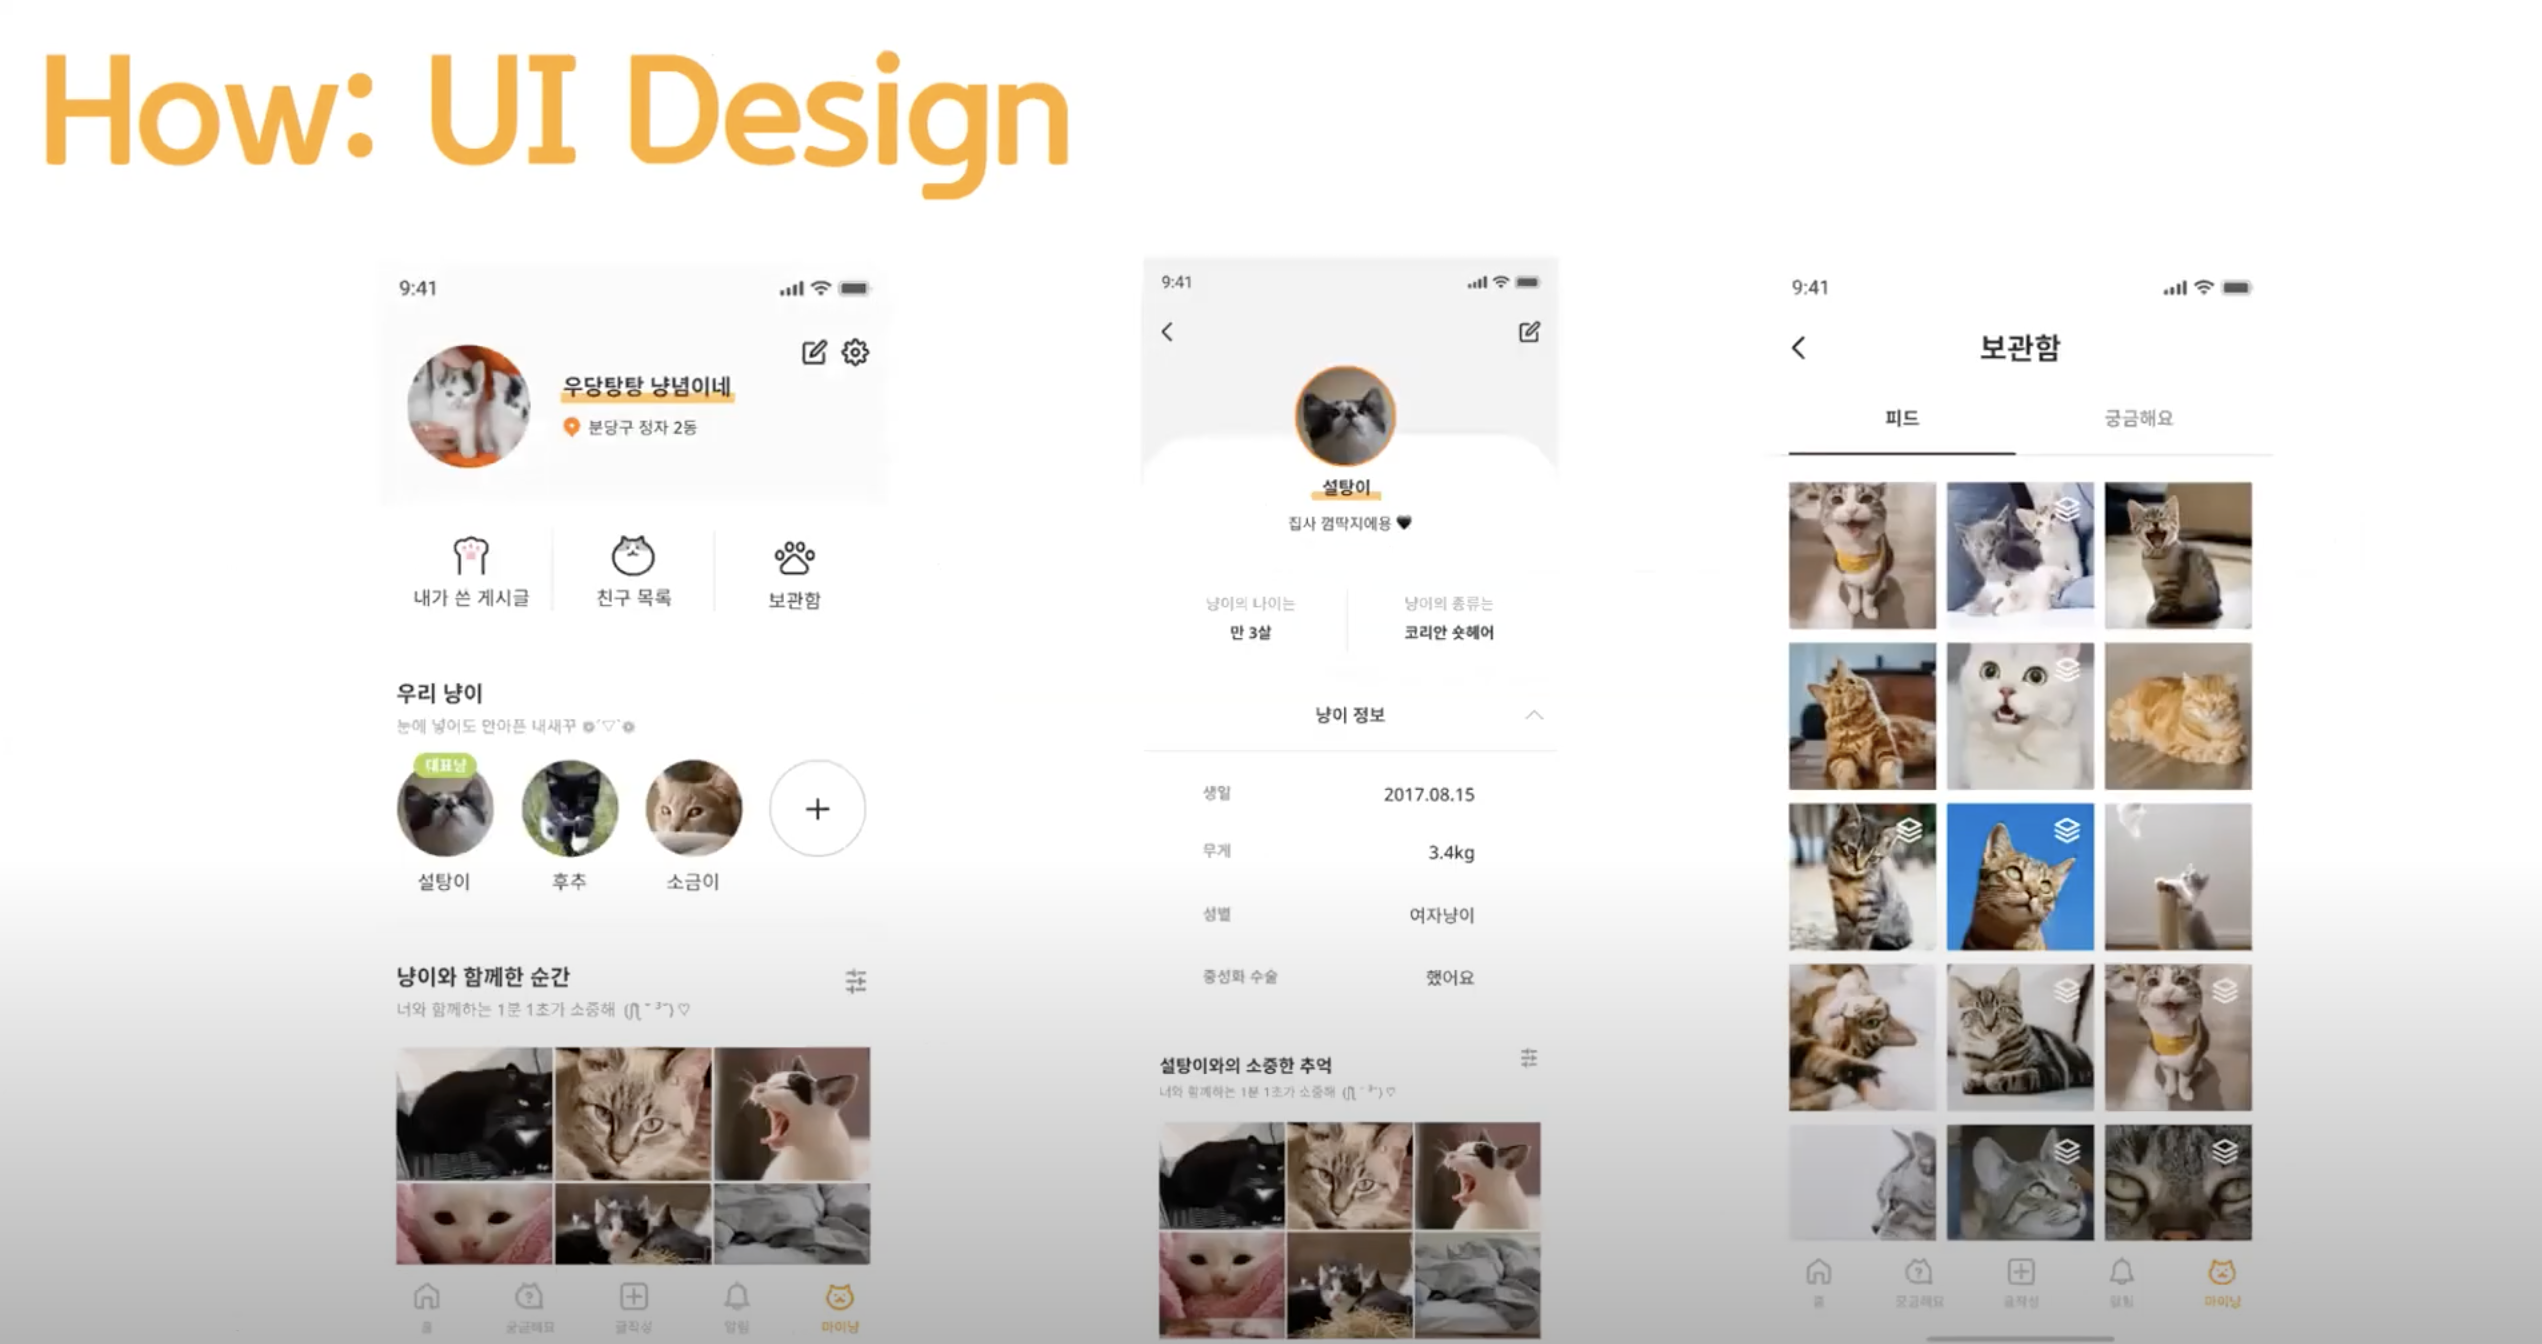 How: UI Design
9:41
우당탕탕 냥념이네
분당구 정자 2동
내가 쓴 게시글
친구 목록
보관함
우리 냥이
눈에 넣어도 안아픈 내새꾸
대표냥
설탕이
후추
소금이
냥이와 함께한 순간
너와 함께하는 1분 1초가 소중해
홈
궁금해요
글작성
알림
마이냥
9:41
설탕이
집사 껌딱지에용 🖤
냥이의 나이는
만 3살
냥이의 종류는
코리안 숏헤어
냥이 정보
생일
2017.08.15
무게
3.4kg
성별
여자냥이
중성화 수술
했어요
설탕이와의 소중한 추억
너와 함께하는 1분 1초가 소중해
9:41
보관함
피드
궁금해요
홈
궁금해요
글작성
알림
마이냥